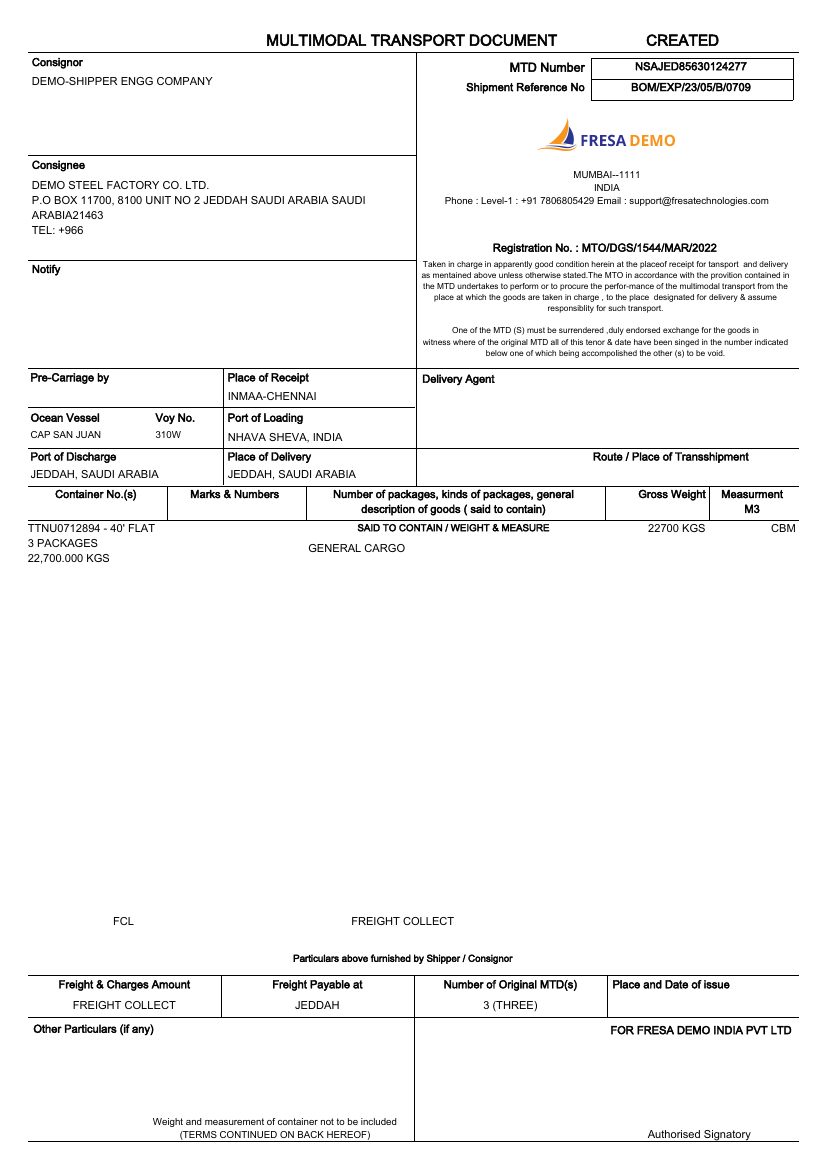 MULTIMODAL TRANSPORT DOCUMENT CREATED
Consignor
DEMO-SHIPPER ENGG COMPANY
MTD Number NSAJED85630124277
Shipment Reference No BOM/EXP/23/05/B/0709
FRESA DEMO
MUMBAI--1111
INDIA
Phone : Level-1 : +91 7806805429 Email : support@fresatechnologies.com
Consignee
DEMO STEEL FACTORY CO. LTD.
P.O BOX 11700, 8100 UNIT NO 2 JEDDAH SAUDI ARABIA SAUDI
ARABIA21463
TEL: +966
Registration No. : MTO/DGS/1544/MAR/2022
Taken in charge in apparently good condition herein at the placeof receipt for tansport and delivery
as mentained above unless otherwise stated.The MTO in accordance with the provition contained in
the MTD undertakes to perform or to procure the perfor-mance of the multimodal transport from the
place at which the goods are taken in charge , to the place designated for delivery & assume
responsiblity for such transport.
One of the MTD (S) must be surrendered ,duly endorsed exchange for the goods in
witness where of the original MTD all of this tenor & date have been singed in the number indicated
below one of which being accompolished the other (s) to be void.
Notify
Pre-Carriage by
Place of Receipt
INMAA-CHENNAI
Delivery Agent
Ocean Vessel Voy No. Port of Loading
CAP SAN JUAN 310W NHAVA SHEVA, INDIA
Port of Discharge Place of Delivery Route / Place of Transshipment
JEDDAH, SAUDI ARABIA JEDDAH, SAUDI ARABIA
Container No.(s) Marks & Numbers Number of packages, kinds of packages, general Gross Weight Measurment
description of goods ( said to contain) M3
TTNU0712894 - 40' FLAT SAID TO CONTAIN / WEIGHT & MEASURE 22700 KGS CBM
3 PACKAGES
GENERAL CARGO
22,700.000 KGS
FCL FREIGHT COLLECT
Particulars above furnished by Shipper / Consignor
Freight & Charges Amount Freight Payable at Number of Original MTD(s) Place and Date of issue
FREIGHT COLLECT JEDDAH 3 (THREE)
Other Particulars (if any) FOR FRESA DEMO INDIA PVT LTD
Weight and measurement of container not to be included
(TERMS CONTINUED ON BACK HEREOF) Authorised Signatory